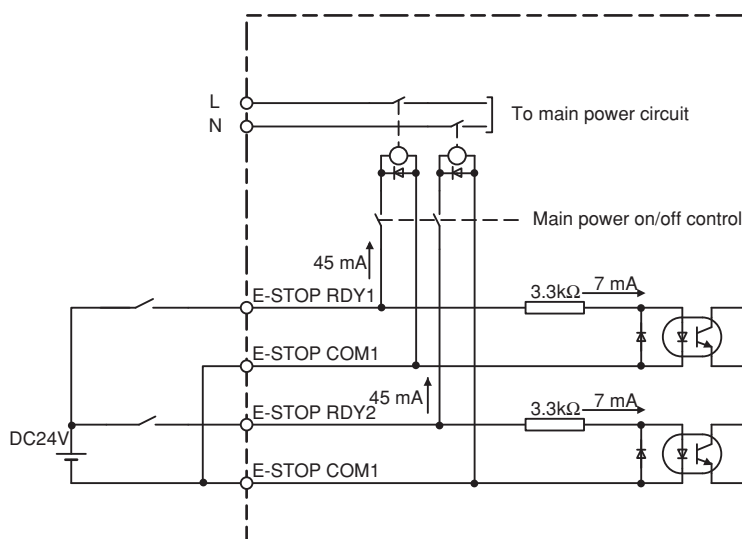 L
To main power circuit
N
Main power on/off control
45 mA
E-STOP RDY1
3.3kΩ
7 mA
E-STOP COM1
45 mA
E-STOP RDY2
3.3kΩ
7 mA
DC24V
E-STOP COM1